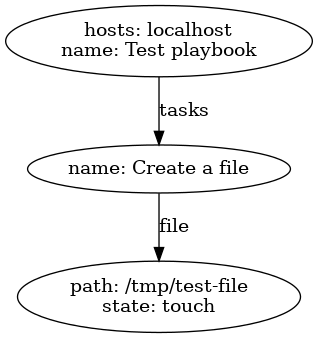 hosts: localhost
name: Test playbook
tasks
name: Create a file
file
path: /tmp/test-file
state: touch